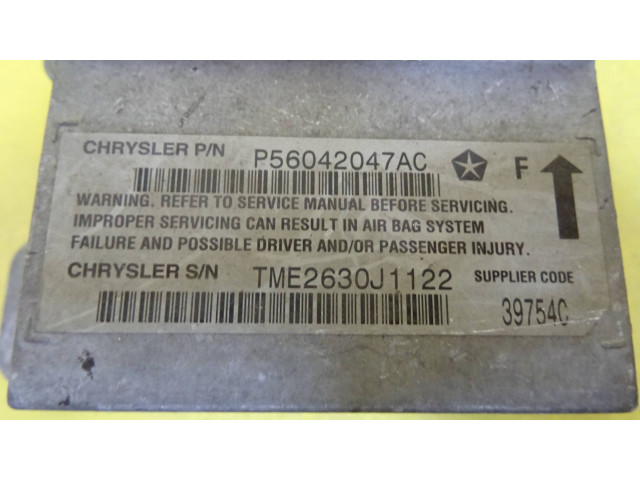 CHRYSLER P/N P56042047AC F
WARNING. REFER TO SERVICE MANUAL BEFORE SERVICING.
IMPROPER SERVICING CAN RESULT IN AIR BAG SYSTEM
FAILURE AND POSSIBLE DRIVER AND/OR PASSENGER INJURY.
CHRYSLER S/N TME2630J1122 SUPPLIER CODE
39754C